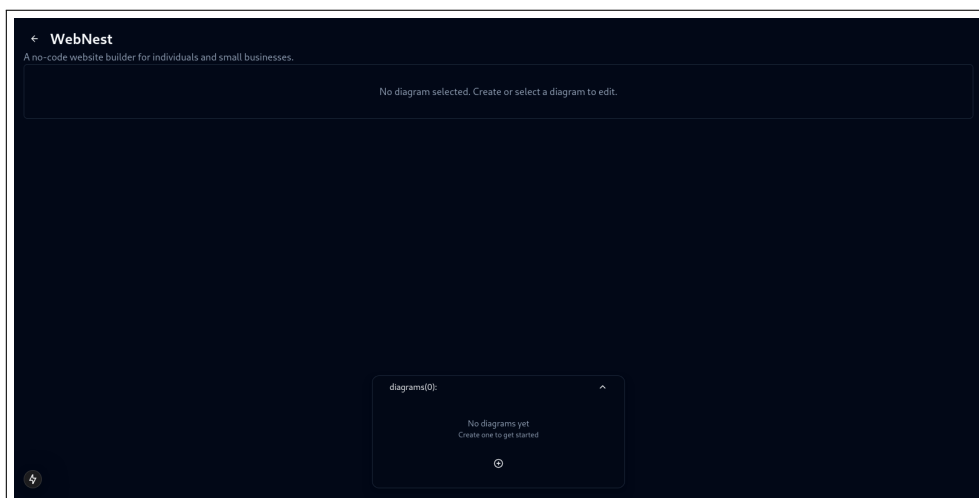 WebNest
A no-code website builder for individuals and small businesses.
No diagram selected. Create or select a diagram to edit.
diagrams(0):
No diagrams yet
Create one to get started